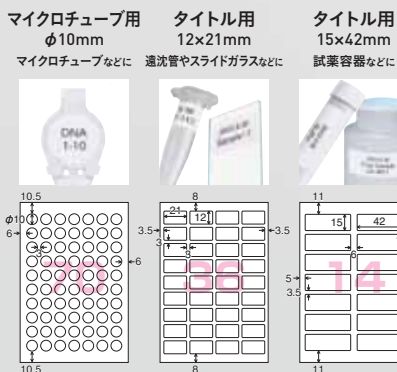 マイクロチューブ用
φ10mm
マイクロチューブなどに
タイトル用
12×21mm
遠沈管やスライドガラスなどに
タイトル用
15×42mm
試薬容器などに
DNA
1-10
10.5
φ10
6
3
6
70
10.5
8
21
12
3.5
3.5
3
3
36
8
11
15
42
6
5
3.5
14
11